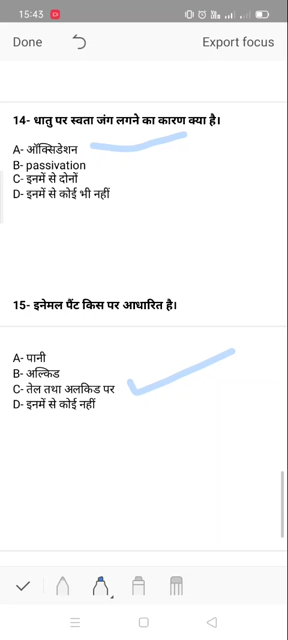 15:43
Done
Export focus
14- धातु पर स्वता जंग लगने का कारण क्या है।
A- ऑक्सिडेशन
B- passivation
C- इनमें से दोनों
D- इनमें से कोई भी नहीं
15- इनेमल पैंट किस पर आधारित है।
A- पानी
B- अल्किड
C- तेल तथा अलकिड पर
D- इनमें से कोई नहीं